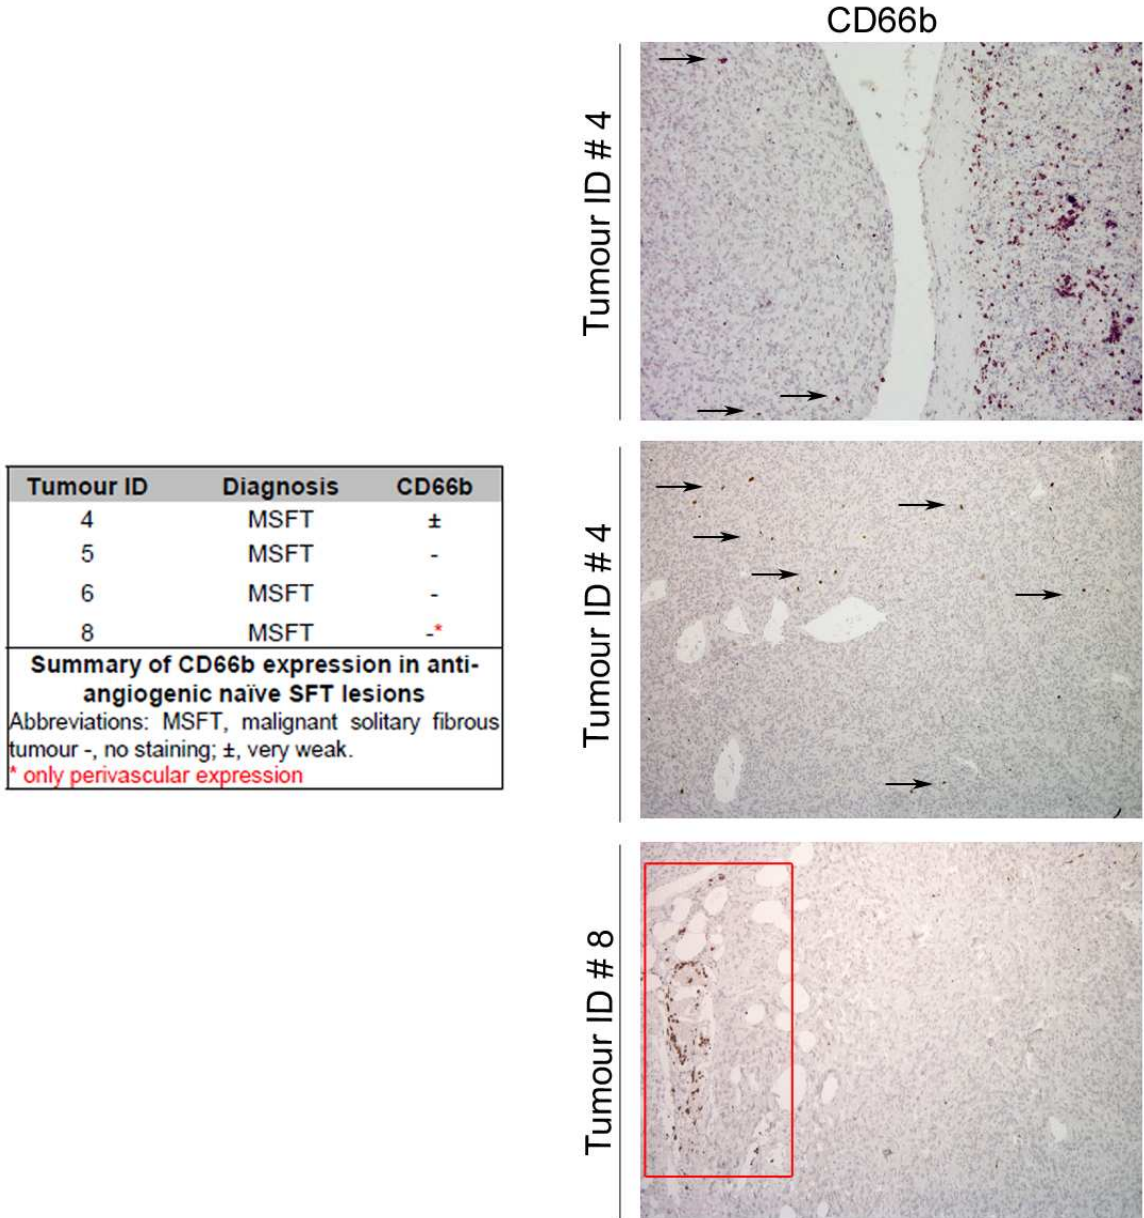 CD66b
Tumour ID # 4
Tumour ID # 4
Tumour ID # 8
Tumour ID Diagnosis CD66b
4 MSFT ±
5 MSFT -
6 MSFT -
8 MSFT -*
Summary of CD66b expression in anti-
angiogenic naïve SFT lesions
Abbreviations: MSFT, malignant solitary fibrous
tumour -, no staining; ±, very weak.
* only perivascular expression